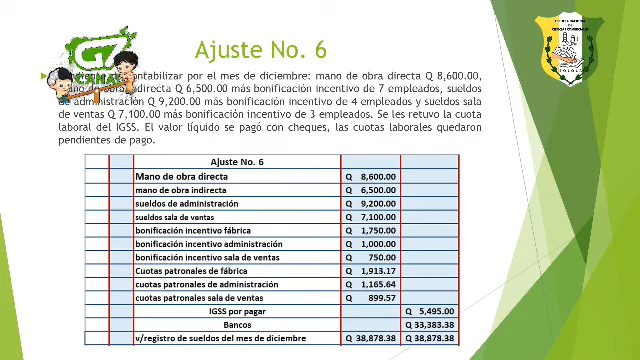 Ajuste No. 6
contabilizar por el mes de diciembre: mano de obra directa Q 8,600.00,
mano de obra indirecta Q 6,500.00 más bonificación incentivo de 7 empleados, sueldos
de administración Q 9,200.00 más bonificación incentivo de 4 empleados y sueldos sala
de ventas Q 7,100.00 más bonificación incentivo de 3 empleados. Se les retuvo la cuota
laboral del IGSS. El valor líquido se pagó con cheques, las cuotas laborales quedaron
pendientes de pago.
Ajuste No. 6
Mano de obra directa Q 8,600.00
mano de obra indirecta Q 6,500.00
sueldos de administración Q 9,200.00
sueldos sala de ventas Q 7,100.00
bonificación incentivo fábrica Q 1,750.00
bonificación incentivo administración Q 1,000.00
bonificación incentivo sala de ventas Q 750.00
Cuotas patronales de fábrica Q 1,913.17
cuotas patronales de administración Q 1,165.64
cuotas patronales sala de ventas Q 899.57
IGSS por pagar Q 5,495.00
Bancos Q 33,383.38
v/registro de sueldos del mes de diciembre Q 38,878.38 Q 38,878.38